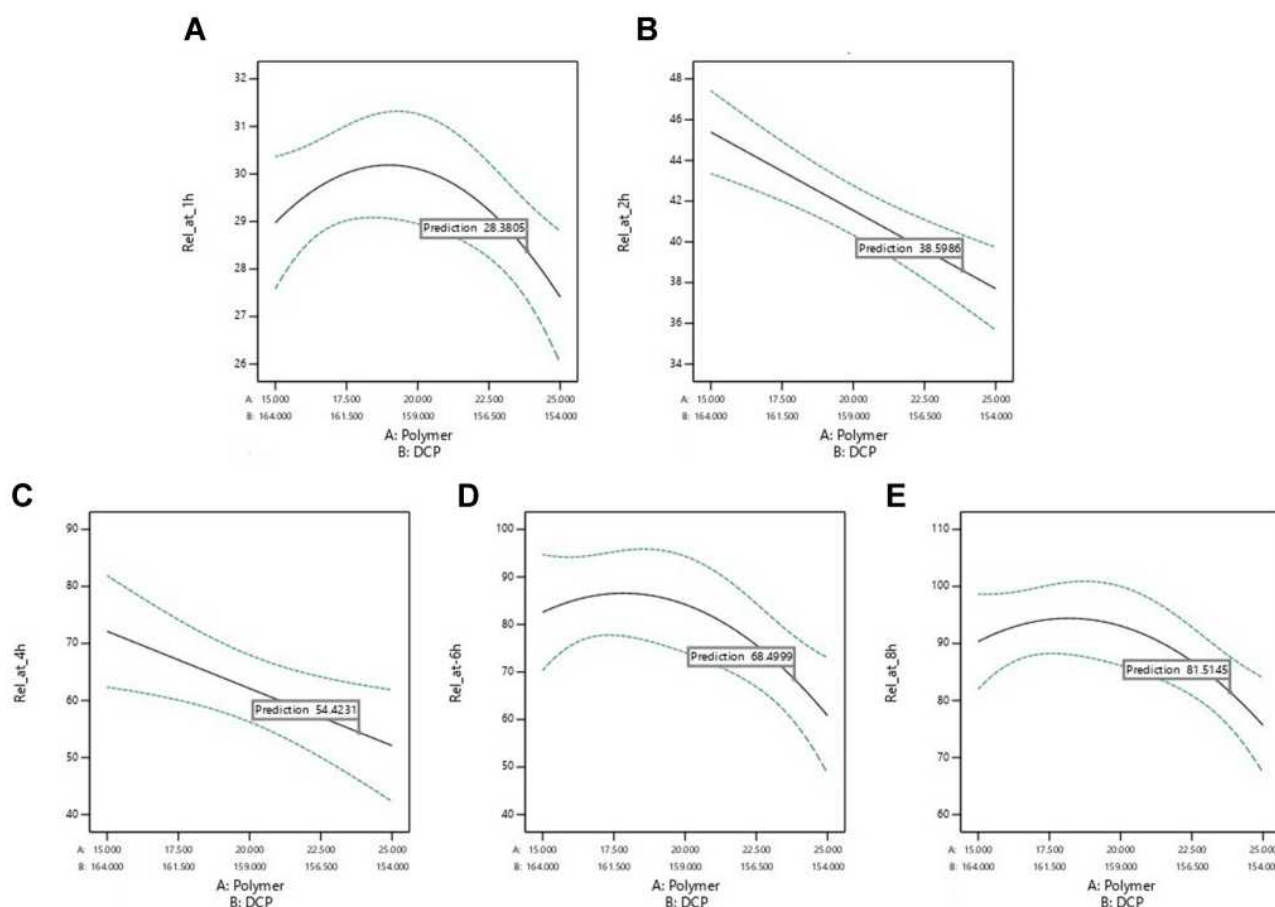 A
32
31
30
29
28
27
26
Rel_at_1h
Prediction 28.3805
A: 15.000 17.500 20.000 22.500 25.000
B: 164.000 161.500 159.000 156.500 154.000
A: Polymer
B: DCP
B
48
46
44
42
40
38
36
34
Rel_at_2h
Prediction 38.5986
A: 15.000 17.500 20.000 22.500 25.000
B: 164.000 161.500 159.000 156.500 154.000
A: Polymer
B: DCP
C
90
80
70
60
50
40
Rel_at_4h
Prediction 54.4231
A: 15.000 17.500 20.000 22.500 25.000
B: 164.000 161.500 159.000 156.500 154.000
A: Polymer
B: DCP
D
100
90
80
70
60
50
40
Rel_at-6h
Prediction 68.4999
A: 15.000 17.500 20.000 22.500 25.000
B: 164.000 161.500 159.000 156.500 154.000
A: Polymer
B: DCP
E
110
100
90
80
70
60
Rel_at_8h
Prediction 81.5145
A: 15.000 17.500 20.000 22.500 25.000
B: 164.000 161.500 159.000 156.500 154.000
A: Polymer
B: DCP